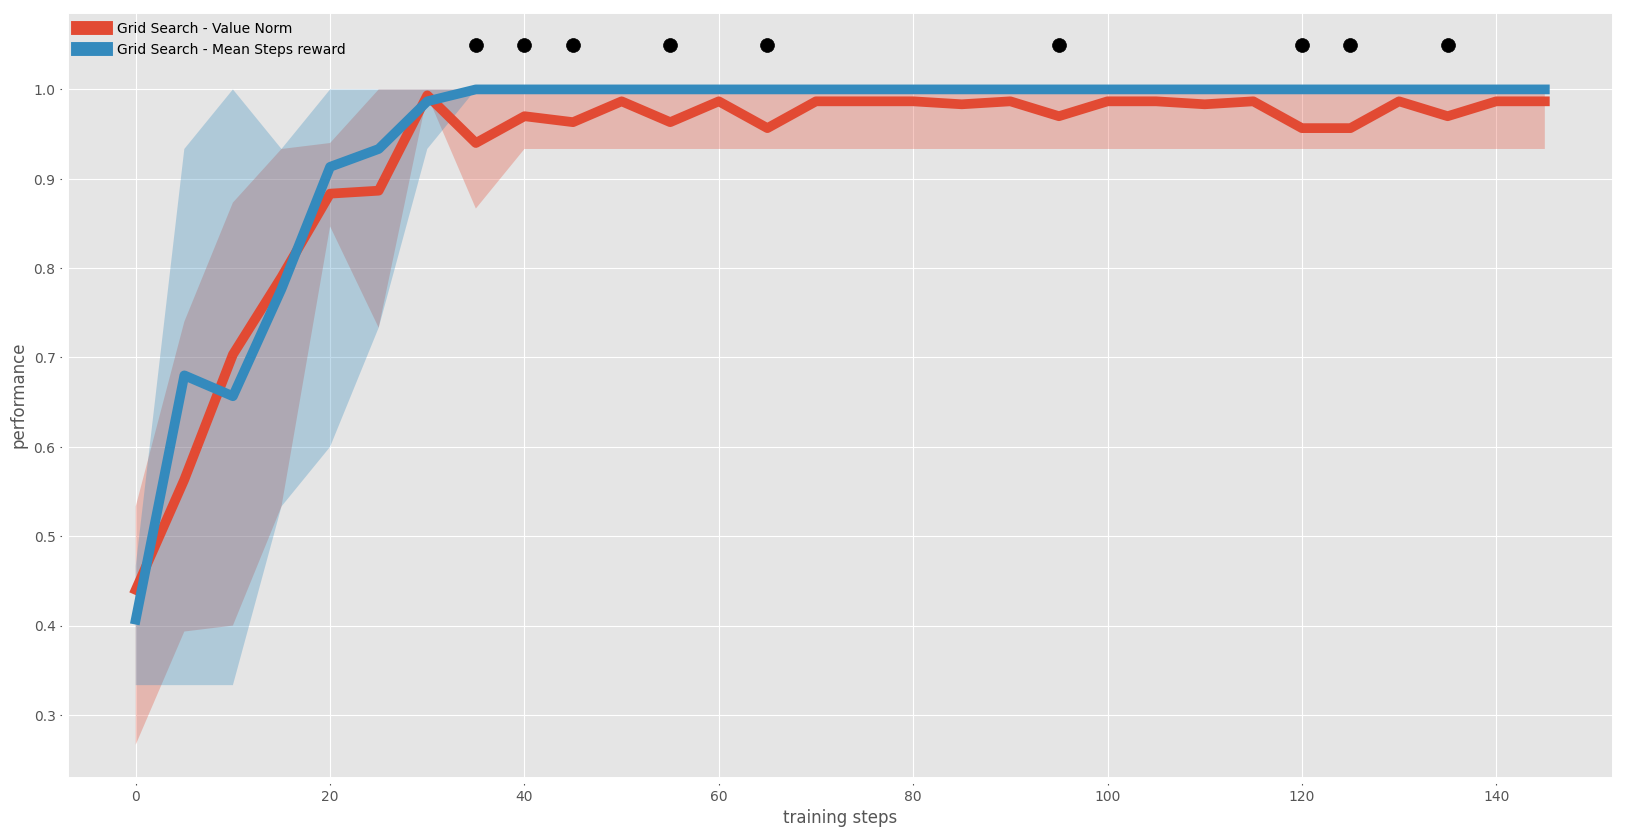 Grid Search - Value Norm
Grid Search - Mean Steps reward
1.0
0.9
0.8
0.7
0.6
0.5
0.4
0.3
performance
0 20 40 60 80 100 120 140
training steps